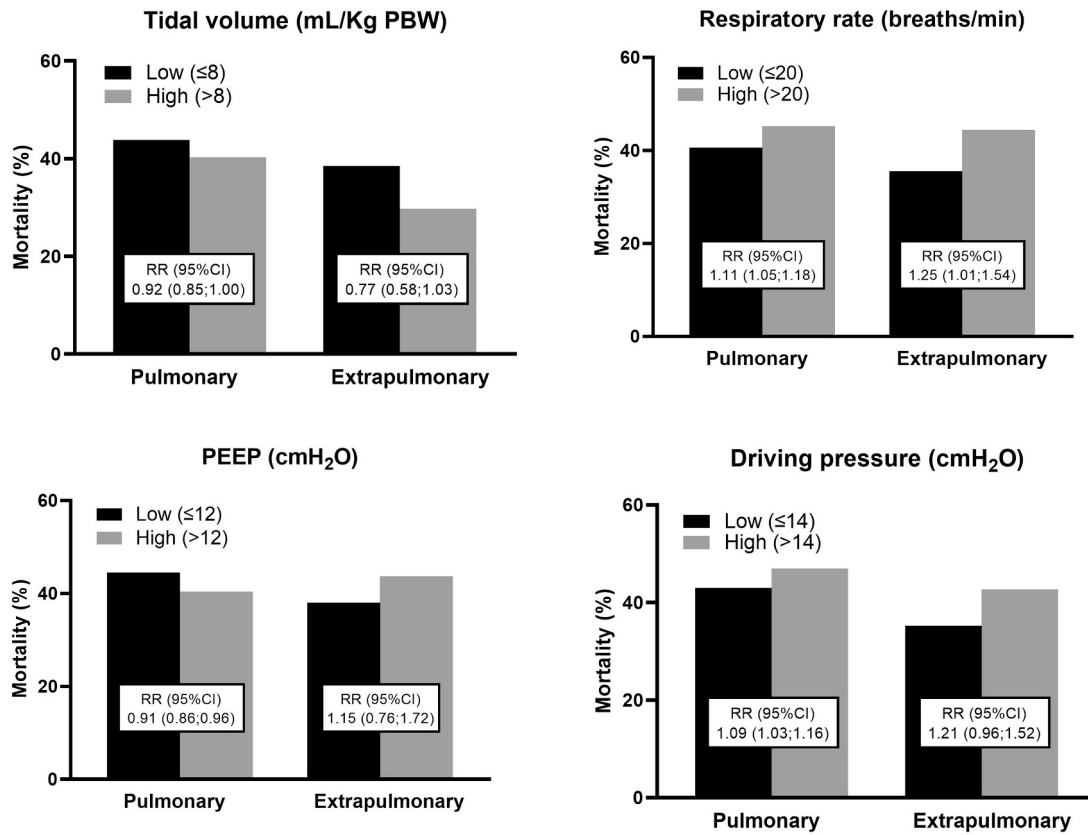 Tidal volume (mL/Kg PBW)
60
40
20
0
Mortality (%)
Low (≤8)
High (>8)
RR (95%CI)
0.92 (0.85;1.00)
RR (95%CI)
0.77 (0.58;1.03)
Pulmonary
Extrapulmonary
Respiratory rate (breaths/min)
60
40
20
0
Mortality (%)
Low (≤20)
High (>20)
RR (95%CI)
1.11 (1.05;1.18)
RR (95%CI)
1.25 (1.01;1.54)
Pulmonary
Extrapulmonary
PEEP (cmH₂O)
60
40
20
0
Mortality (%)
Low (≤12)
High (>12)
RR (95%CI)
0.91 (0.86;0.96)
RR (95%CI)
1.15 (0.76;1.72)
Pulmonary
Extrapulmonary
Driving pressure (cmH₂O)
60
40
20
0
Mortality (%)
Low (≤14)
High (>14)
RR (95%CI)
1.09 (1.03;1.16)
RR (95%CI)
1.21 (0.96;1.52)
Pulmonary
Extrapulmonary